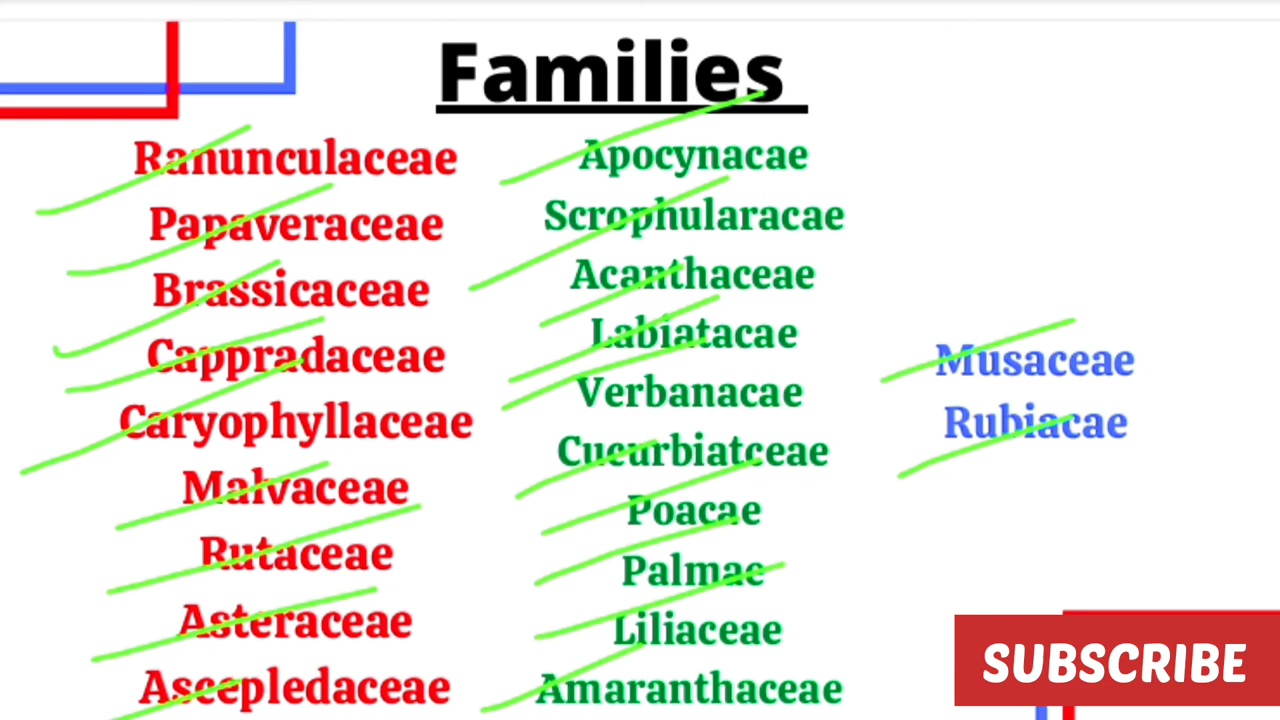 Families
Ranunculaceae
Papaveraceae
Brassicaceae
Cappradaceae
Caryophyllaceae
Malvaceae
Rutaceae
Asteraceae
Ascepledaceae
Apocynacae
Scrophularacae
Acanthaceae
Labiatacae
Verbanacae
Cucurbiatceae
Poacae
Palmae
Liliaceae
Amaranthaceae
Musaceae
Rubiacae
SUBSCRIBE